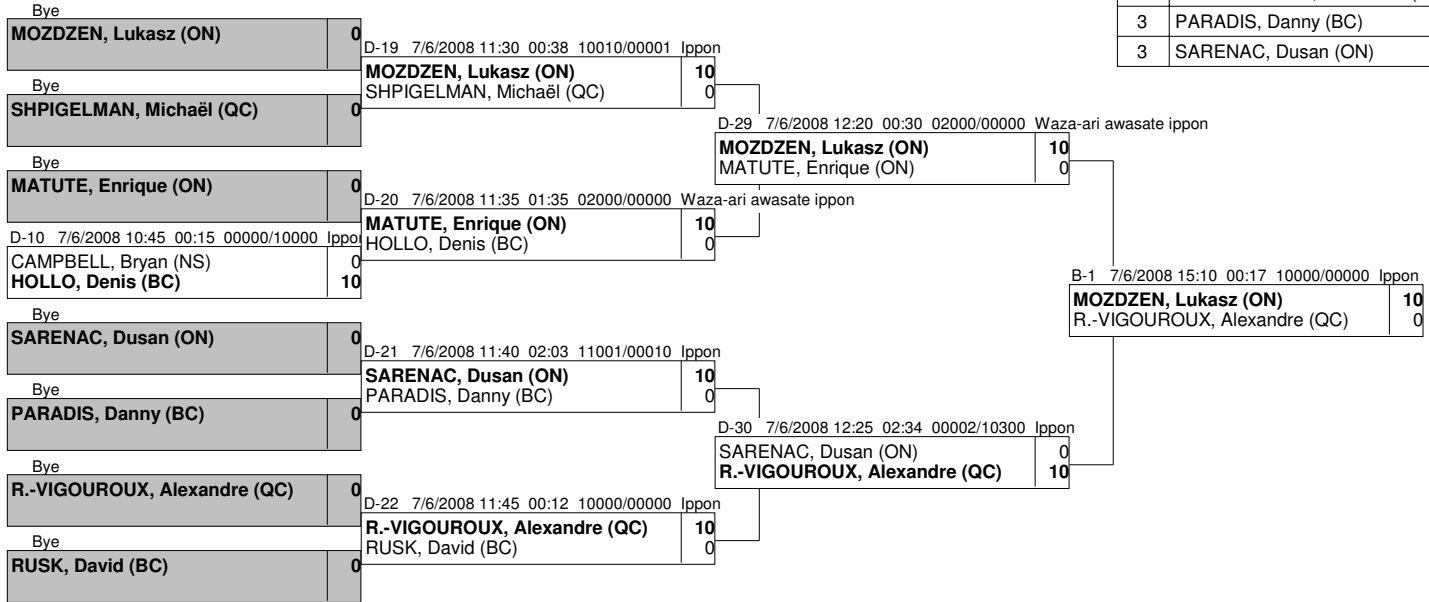 3 PARADIS, Danny (BC)
3 SARENAC, Dusan (ON)
Bye
MOZDZEN, Lukasz (ON) 0
Bye
SHPIGELMAN, Michaël (QC) 0
Bye
MATUTE, Enrique (ON) 0
D-10 7/6/2008 10:45 00:15 00000/10000 Ippon
CAMPBELL, Bryan (NS) 0
HOLLO, Denis (BC) 10
Bye
SARENAC, Dusan (ON) 0
Bye
PARADIS, Danny (BC) 0
Bye
R.-VIGOUROUX, Alexandre (QC) 0
Bye
RUSK, David (BC) 0
D-19 7/6/2008 11:30 00:38 10010/00001 Ippon
MOZDZEN, Lukasz (ON) 10
SHPIGELMAN, Michaël (QC) 0
D-20 7/6/2008 11:35 01:35 02000/00000 Waza-ari awasate ippon
MATUTE, Enrique (ON) 10
HOLLO, Denis (BC) 0
D-21 7/6/2008 11:40 02:03 11001/00010 Ippon
SARENAC, Dusan (ON) 10
PARADIS, Danny (BC) 0
D-22 7/6/2008 11:45 00:12 10000/00000 Ippon
R.-VIGOUROUX, Alexandre (QC) 10
RUSK, David (BC) 0
D-29 7/6/2008 12:20 00:30 02000/00000 Waza-ari awasate ippon
MOZDZEN, Lukasz (ON) 10
MATUTE, Enrique (ON) 0
D-30 7/6/2008 12:25 02:34 00002/10300 Ippon
SARENAC, Dusan (ON) 0
R.-VIGOUROUX, Alexandre (QC) 10
B-1 7/6/2008 15:10 00:17 10000/00000 Ippon
MOZDZEN, Lukasz (ON) 10
R.-VIGOUROUX, Alexandre (QC) 0